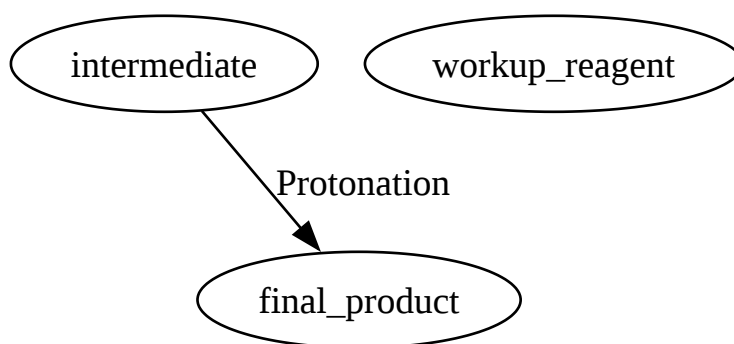 intermediate
workup_reagent
Protonation
final_product